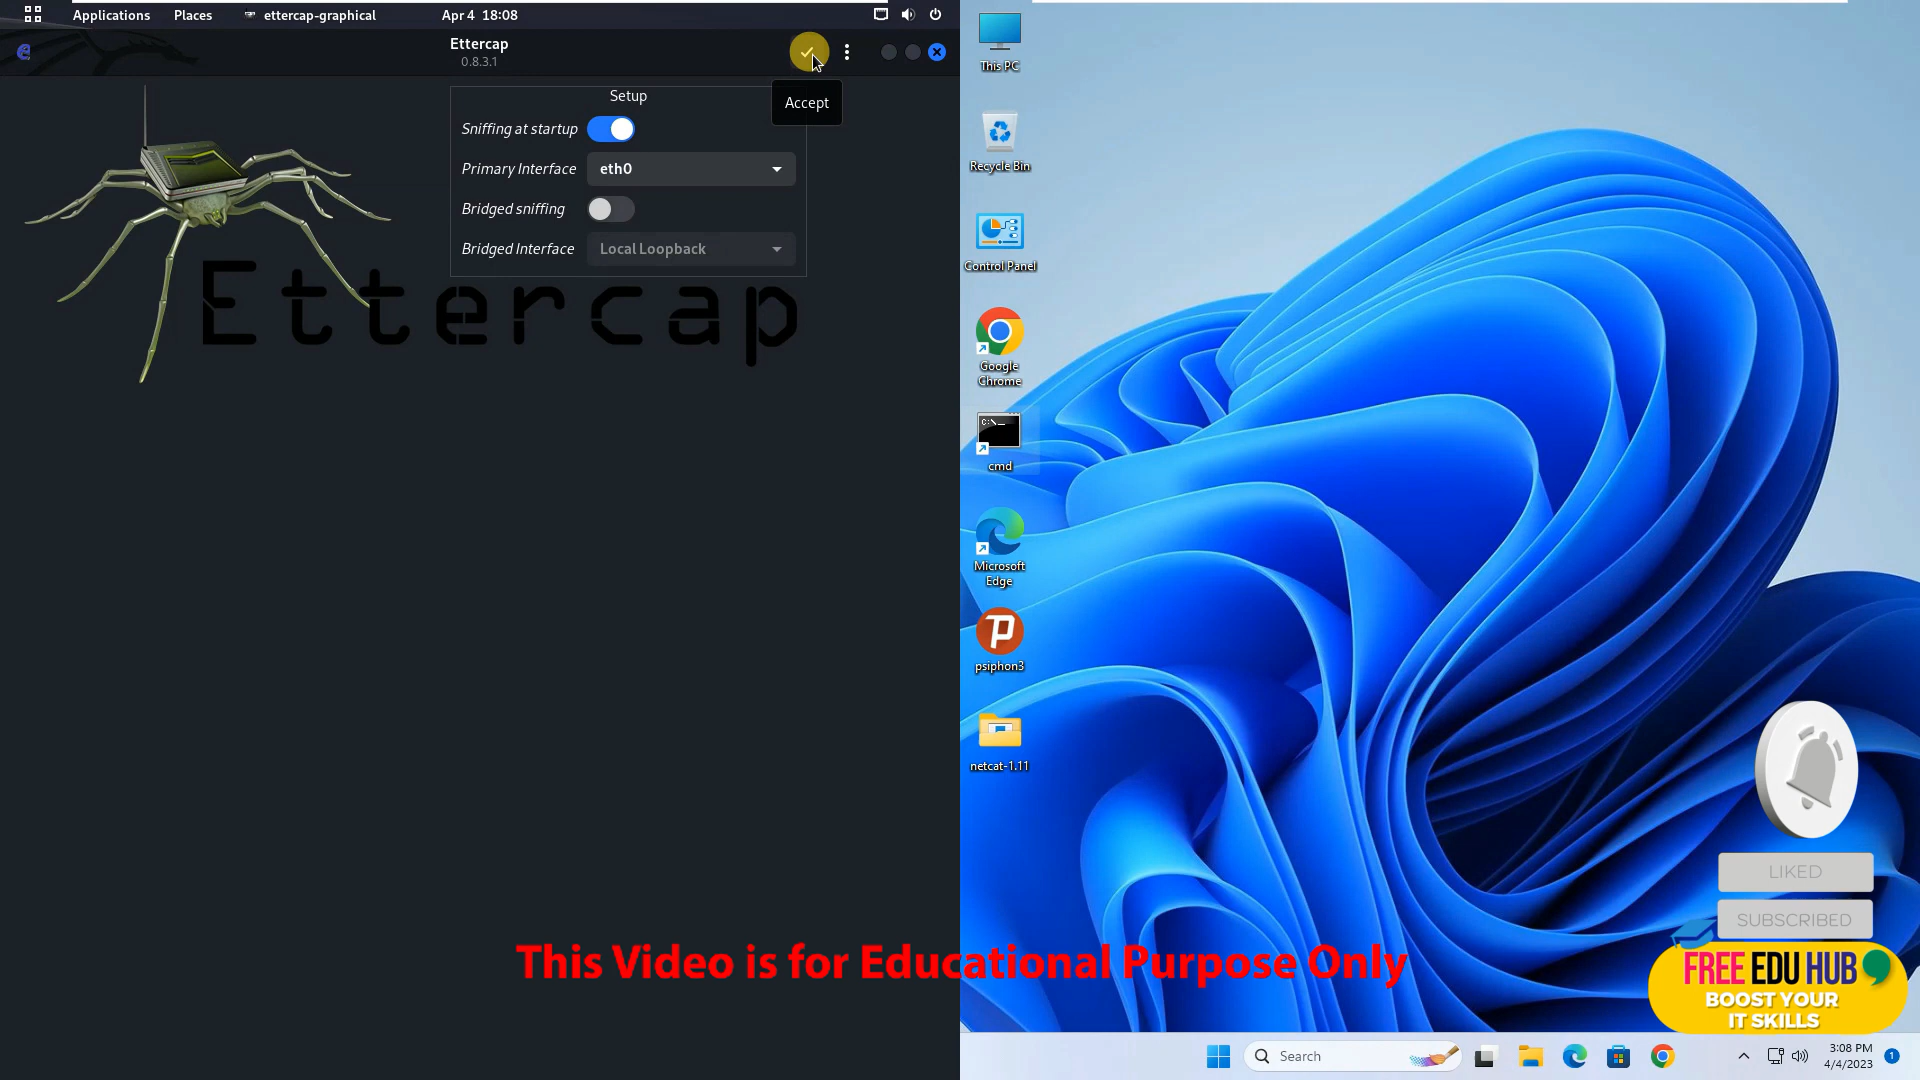 Applications Places ettercap-graphical Apr 4 18:08
Ettercap
0.8.3.1
Accept
Setup
Sniffing at startup
Primary Interface eth0
Bridged sniffing
Bridged Interface Local Loopback
Ettercap
This PC
Recycle Bin
Control Panel
Google
Chrome
C:\._
cmd
Microsoft
Edge
psiphon3
netcat-1.11
LIKED
SUBSCRIBED
This Video is for Educational Purpose Only
FREE EDU HUB
BOOST YOUR
IT SKILLS
Search
3:08 PM
4/4/2023
1